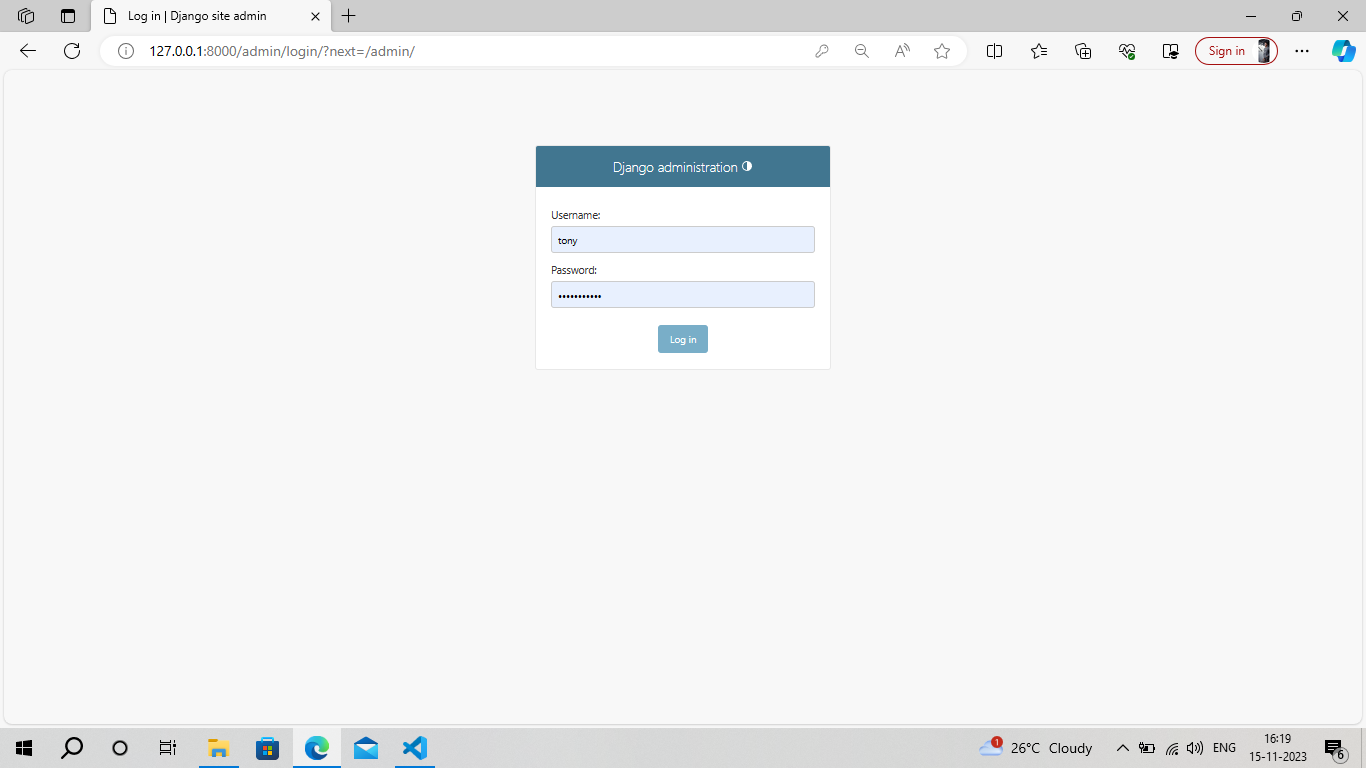 Log in | Django site admin
127.0.0.1:8000/admin/login/?next=/admin/
Sign in
Django administration
Username:
tony
Password:
•••••••••••
Log in
1
26°C Cloudy
ENG
16:19
15-11-2023
6